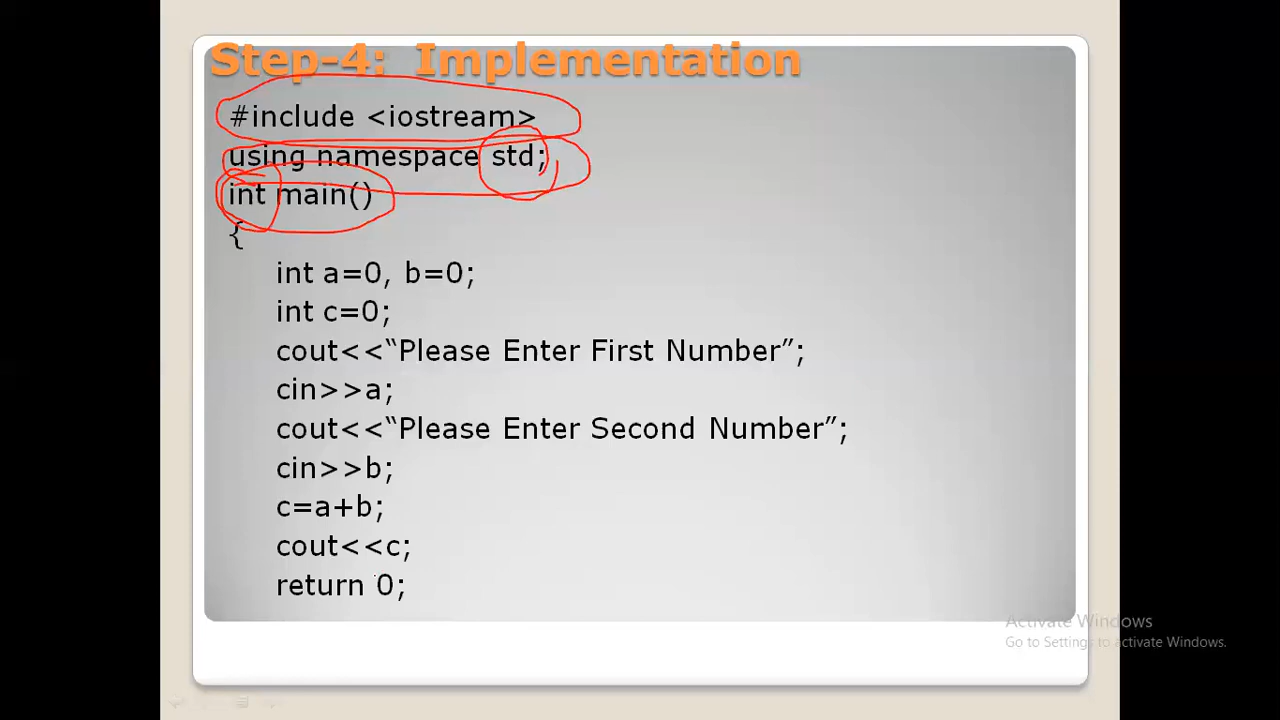 Step-4: Implementation
#include <iostream>
using namespace std;
int main()
{
int a=0, b=0;
int c=0;
cout<<“Please Enter First Number”;
cin>>a;
cout<<“Please Enter Second Number”;
cin>>b;
c=a+b;
cout<<c;
return 0;
Activate Windows
Go to Settings to activate Windows.